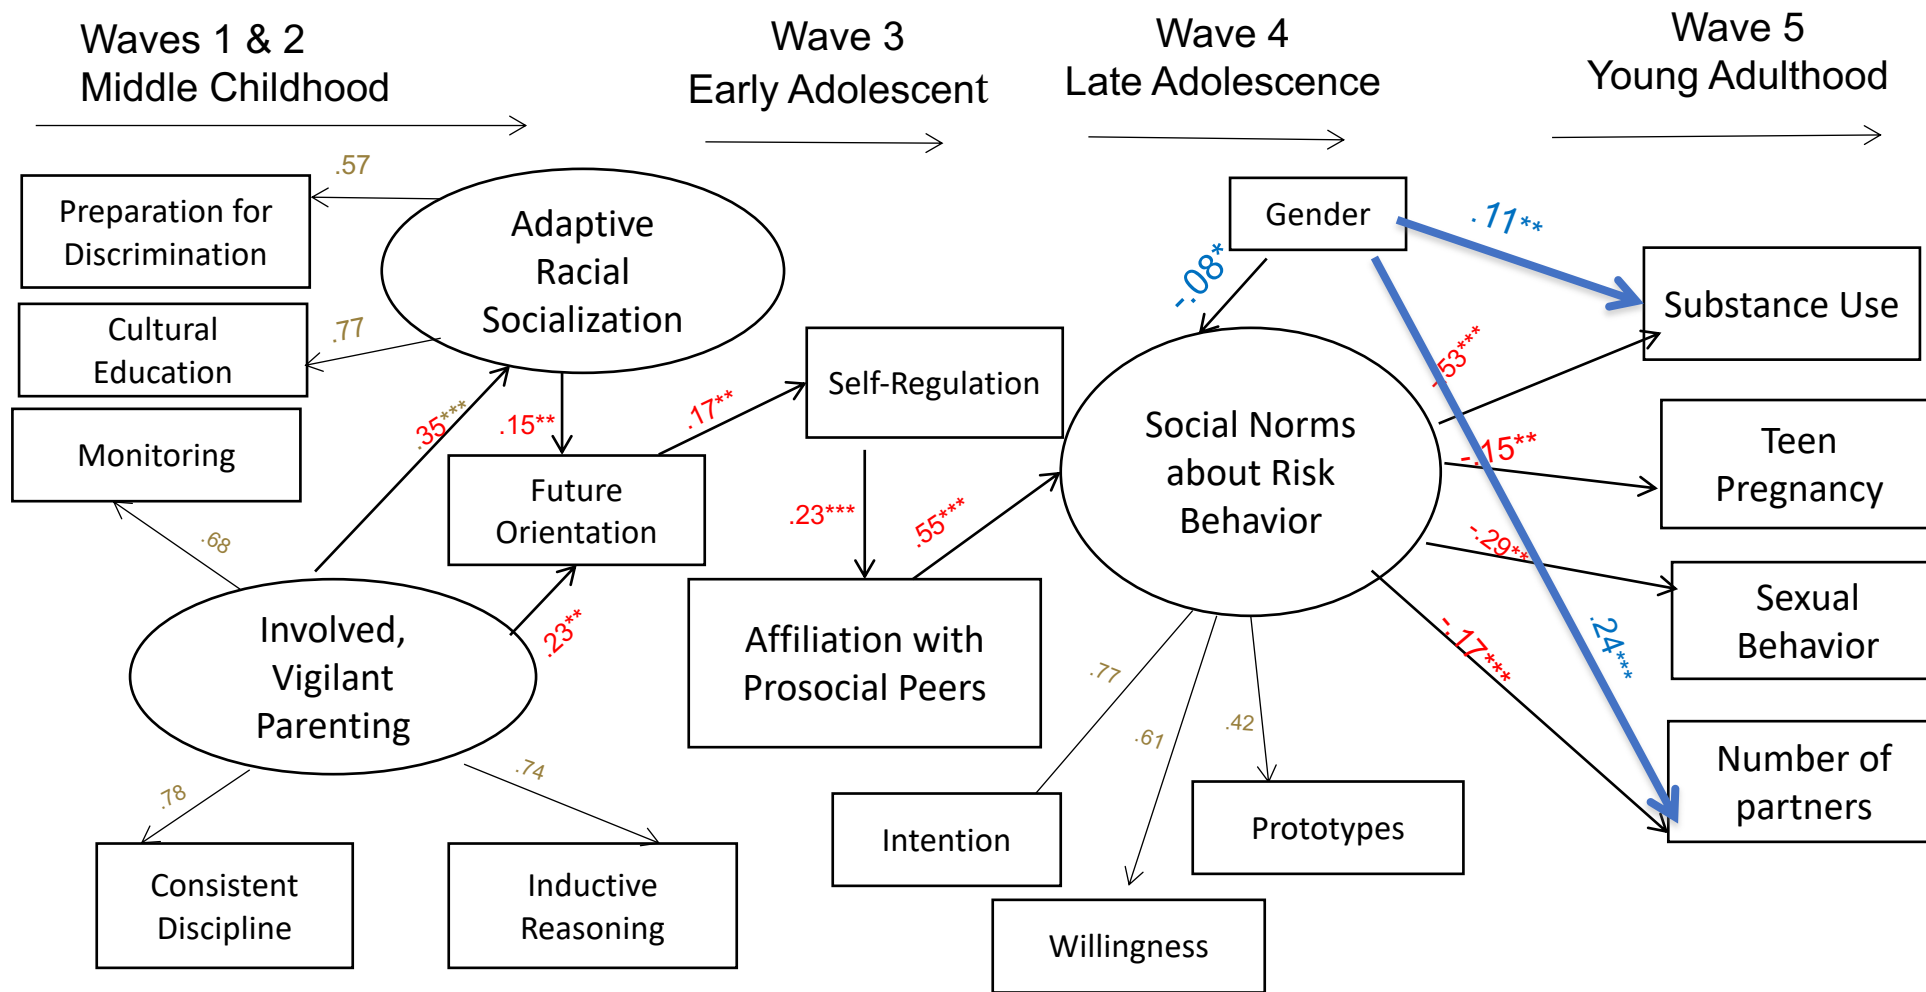 Waves 1 & 2
Middle Childhood
Wave 3
Early Adolescent
Wave 4
Late Adolescence
Wave 5
Young Adulthood
.57
Preparation for
Discrimination
Adaptive
Racial
Socialization
Gender
.11**
-.08*
Substance Use
Cultural
Education
.77
Self-Regulation
-.53***
Monitoring
.35***
.15**
.17**
Social Norms
about Risk
Behavior
-.15**
Teen
Pregnancy
Future
Orientation
.68
.23***
.55***
-.29**
Sexual
Behavior
Involved,
Vigilant
Parenting
.23**
Affiliation with
Prosocial Peers
.77
.61
.42
-.17***
.24***
Number of
partners
.78
.74
Intention
Prototypes
Consistent
Discipline
Inductive
Reasoning
Willingness